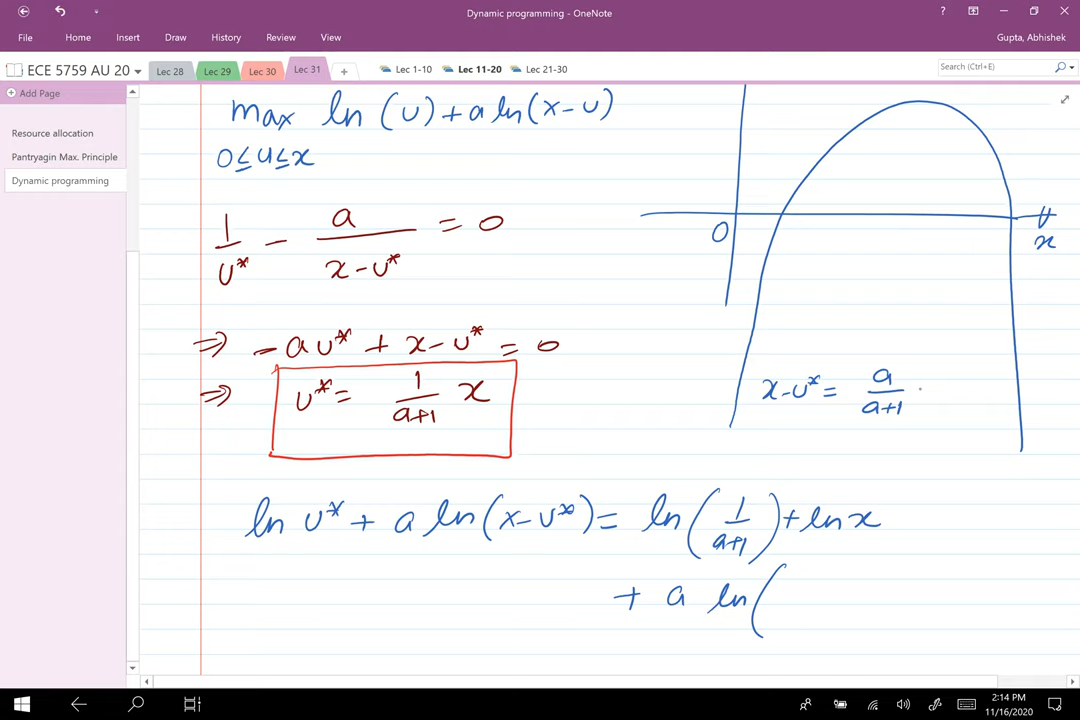 Dynamic programming - OneNote
?
File Home Insert Draw History Review View
Gupta, Abhishek
ECE 5759 AU 20
Lec 28 Lec 29 Lec 30 Lec 31 + Lec 1-10 Lec 11-20 Lec 21-30
Search (Ctrl+E)
+ Add Page
Resource allocation
Pantryagin Max. Principle
Dynamic programming
max ln (u) + a ln(x-u)
0≤u≤x
1/u* - a/(x-u*) = 0
⇒ -au* + x-u* = 0
⇒ u* = 1/(a+1) x
0
u
x
x-u* = a/(a+1)
ln u* + a ln(x-u*) = ln(1/(a+1)) + ln x
+ a ln(
2:14 PM
11/16/2020